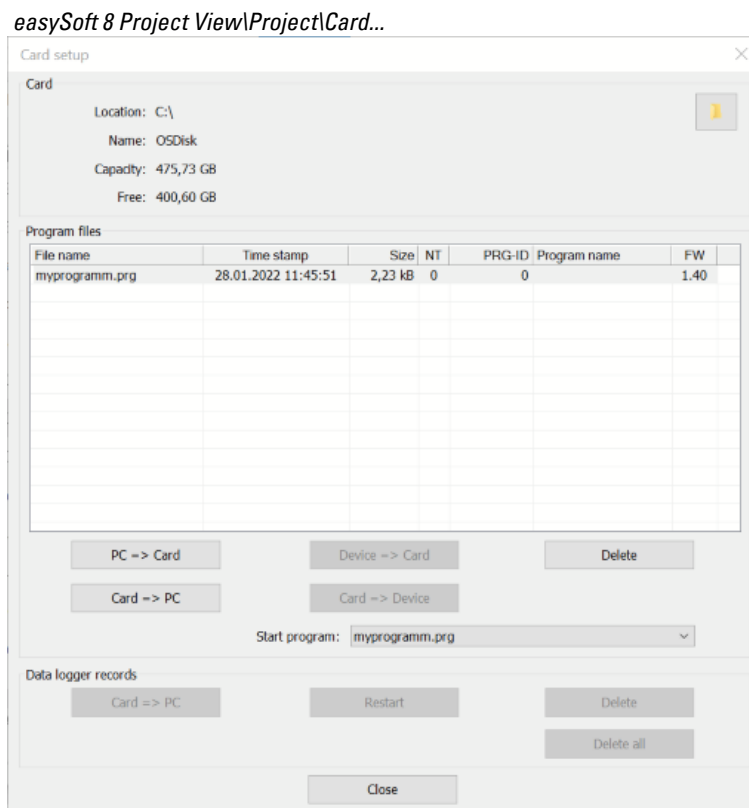 easySoft 8 Project View\Project\Card...
Card setup
Card
Location: C:\
Name: OSDisk
Capacity: 475,73 GB
Free: 400,60 GB
Program files
File name Time stamp Size NT PRG-ID Program name FW
myprogramm.prg 28.01.2022 11:45:51 2,23 kB 0 0 1.40
PC => Card Device => Card Delete
Card => PC Card => Device
Start program: myprogramm.prg
Data logger records
Card => PC Restart Delete
Delete all
Close